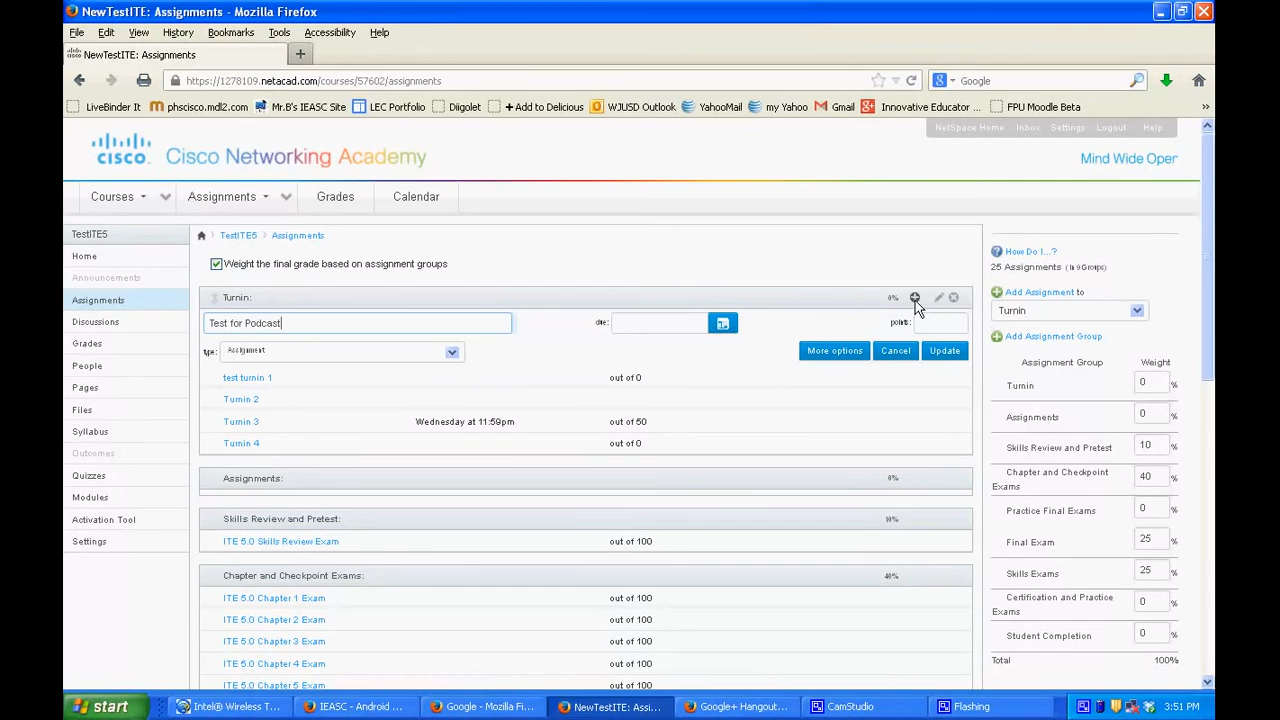 NewTestITE: Assignments - Mozilla Firefox
File Edit View History Bookmarks Tools Accessibility Help
NewTestITE: Assignments
https://1278109.netacad.com/courses/57602/assignments
Google
LiveBinder It phscisco.mdl2.com Mr.B's IEASC Site LEC Portfolio Diigolet + Add to Delicious WJUSD Outlook YahooMail my Yahoo Gmail Innovative Educator ... FPU Moodle Beta
NetSpace Home Inbox Settings Logout Help
CISCO. Cisco Networking Academy
Mind Wide Open
Courses Assignments Grades Calendar
TestITE5
Home
Announcements
Assignments
Discussions
Grades
People
Pages
Files
Syllabus
Outcomes
Quizzes
Modules
Activation Tool
Settings
TestITE5 > Assignments
Weight the final grade based on assignment groups
Turnin: 0%
Test for Podcast due: points:
type: Assignment More options Cancel Update
test turnin 1 out of 0
Turnin 2
Turnin 3 Wednesday at 11:59pm out of 50
Turnin 4 out of 0
Assignments: 0%
Skills Review and Pretest: 10%
ITE 5.0 Skills Review Exam out of 100
Chapter and Checkpoint Exams: 40%
ITE 5.0 Chapter 1 Exam out of 100
ITE 5.0 Chapter 2 Exam out of 100
ITE 5.0 Chapter 3 Exam out of 100
ITE 5.0 Chapter 4 Exam out of 100
ITE 5.0 Chapter 5 Exam out of 100
How Do I...?
25 Assignments (in 9 Groups)
Add Assignment to
Turnin
Add Assignment Group
Assignment Group Weight
Turnin 0 %
Assignments 0 %
Skills Review and Pretest 10 %
Chapter and Checkpoint
Exams 40 %
Practice Final Exams 0 %
Final Exam 25 %
Skills Exams 25 %
Certification and Practice
Exams 0 %
Student Completion 0 %
Total 100%
start Intel® Wireless T... IEASC - Android ... Google - Mozilla Fi... NewTestITE: Assi... Google+ Hangout... CamStudio Flashing 3:51 PM